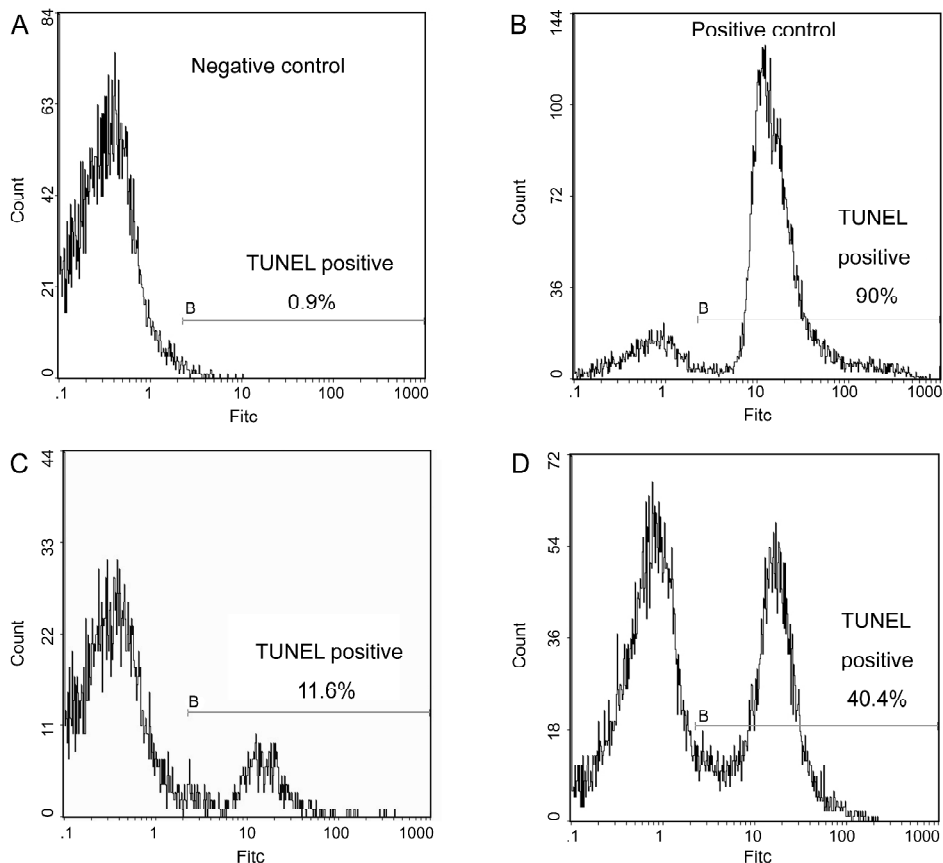 A
84
63
42
21
0
Count
Negative control
TUNEL positive
0.9%
B
.1
1
10
100
1000
Fitc
B
144
100
72
36
0
Count
Positive control
TUNEL
positive
90%
B
.1
1
10
100
1000
Fitc
C
44
33
22
11
0
Count
TUNEL positive
11.6%
B
.1
1
10
100
1000
Fitc
D
72
54
36
18
0
Count
TUNEL
positive
40.4%
B
.1
1
10
100
1000
Fitc